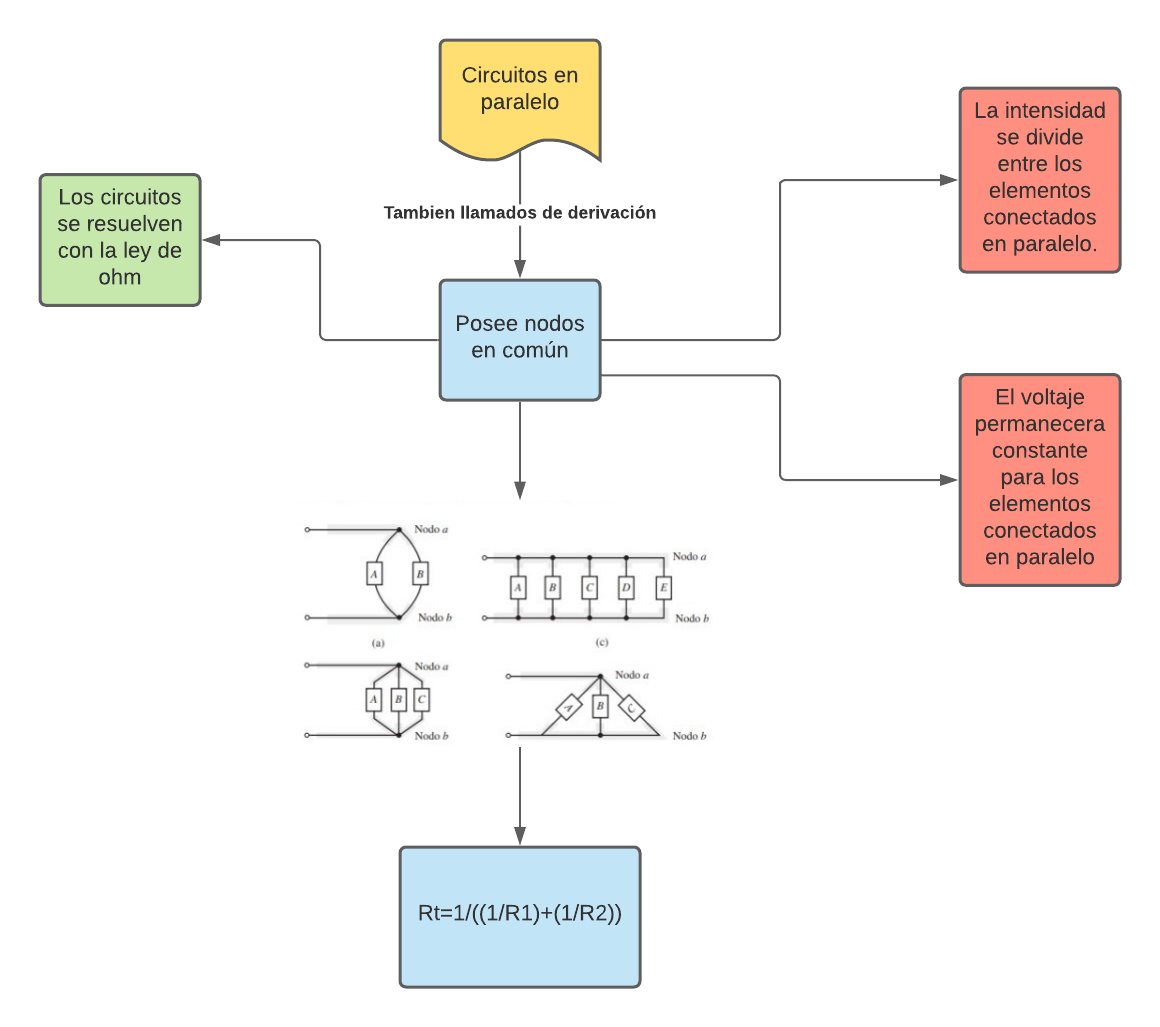 Circuitos en
paralelo
Tambien llamados de derivación
Los circuitos
se resuelven
con la ley de
ohm
Posee nodos
en común
La intensidad
se divide
entre los
elementos
conectados
en paralelo.
El voltaje
permanecera
constante
para los
elementos
conectados
en paralelo
Nodo a
A
B
Nodo b
(a)
Nodo a
A B C D E
Nodo b
(c)
Nodo a
A B C
Nodo b
Nodo a
A B C
Nodo b
Rt=1/((1/R1)+(1/R2))